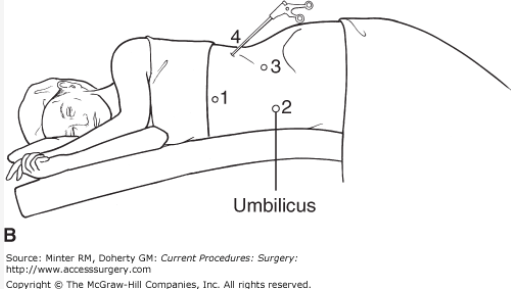 4
3
1
2
Umbilicus
B
Source: Minter RM, Doherty GM: Current Procedures: Surgery:
http://www.accesssurgery.com
Copyright © The McGraw-Hill Companies, Inc. All rights reserved.